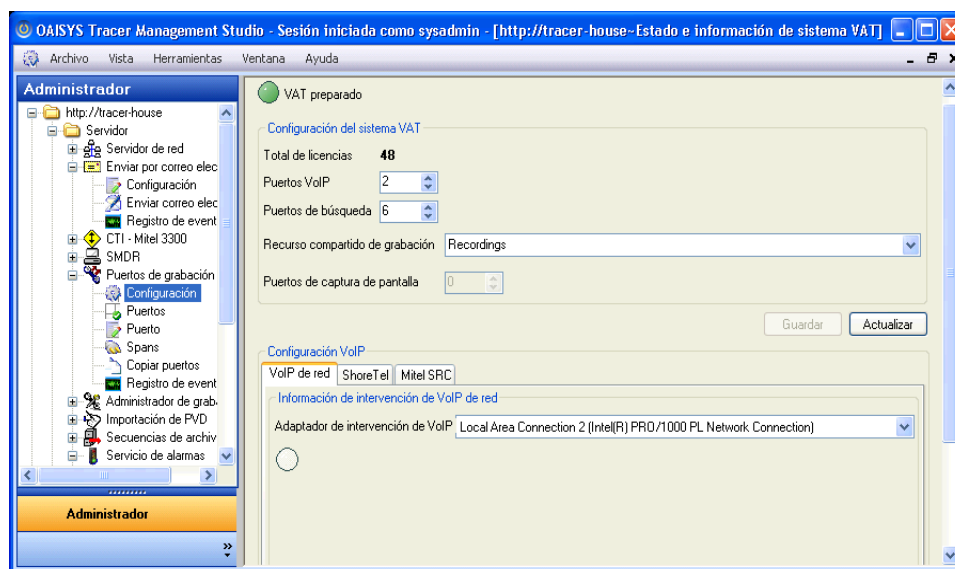 OAISYS Tracer Management Studio - Sesión iniciada como sysadmin - [http://tracer-house~Estado e información de sistema VAT]
Archivo Vista Herramientas Ventana Ayuda
Administrador
http://tracer-house
Servidor
Servidor de red
Enviar por correo elec
Configuración
Enviar correo elec
Registro de event
CTI - Mitel 3300
SMDR
Puertos de grabación
Configuración
Puertos
Puerto
Spans
Copiar puertos
Registro de event
Administrador de grab.
Importación de PVD
Secuencias de archiv
Servicio de alarmas
Administrador
VAT preparado
Configuración del sistema VAT
Total de licencias 48
Puertos VoIP 2
Puertos de búsqueda 6
Recurso compartido de grabación Recordings
Puertos de captura de pantalla 0
Guardar Actualizar
Configuración VoIP
VoIP de red ShoreTel Mitel SRC
Información de intervención de VoIP de red
Adaptador de intervención de VoIP Local Area Connection 2 (Intel(R) PRO/1000 PL Network Connection)